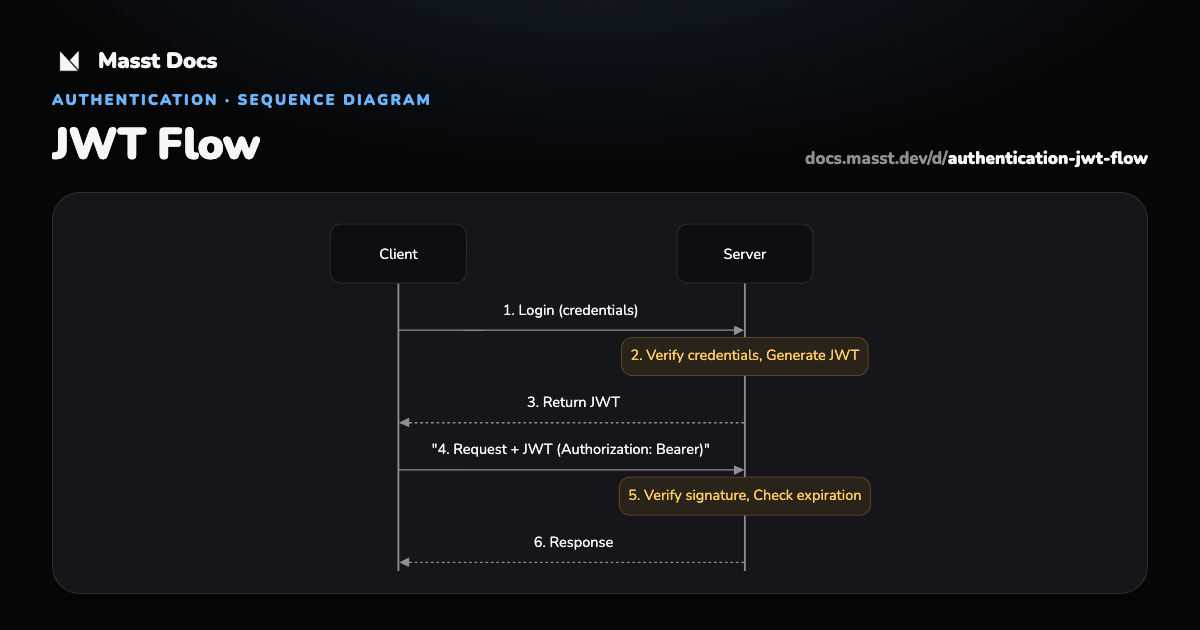 Masst Docs
AUTHENTICATION · SEQUENCE DIAGRAM
JWT Flow
docs.masst.dev/d/authentication-jwt-flow
Client
Server
1. Login (credentials)
2. Verify credentials, Generate JWT
3. Return JWT
"4. Request + JWT (Authorization: Bearer)"
5. Verify signature, Check expiration
6. Response